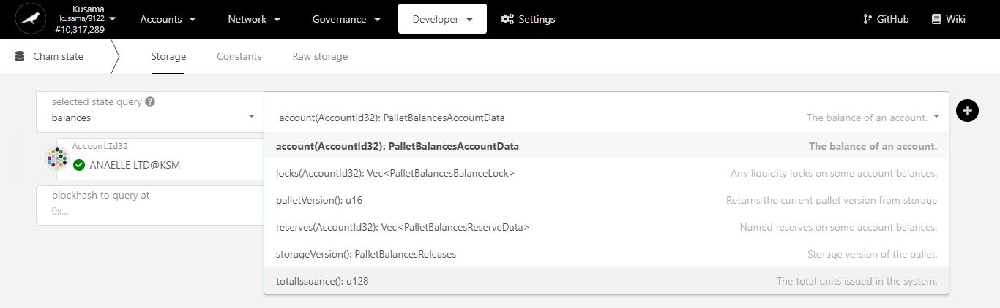 Kusama
kusama/9122
#10,317,289
Accounts
Network
Governance
Developer
Settings
GitHub
Wiki
Chain state
Storage
Constants
Raw storage
selected state query ?
balances
account(AccountId32): PalletBalancesAccountData
The balance of an account.
account(AccountId32): PalletBalancesAccountData The balance of an account.
locks(AccountId32): Vec<PalletBalancesBalanceLock> Any liquidity locks on some account balances.
palletVersion(): u16 Returns the current pallet version from storage
reserves(AccountId32): Vec<PalletBalancesReserveData> Named reserves on some account balances.
storageVersion(): PalletBalancesReleases Storage version of the pallet.
totalIssuance(): u128 The total units issued in the system.
AccountId32
ANAELLE LTD@KSM
blockhash to query at
0x...